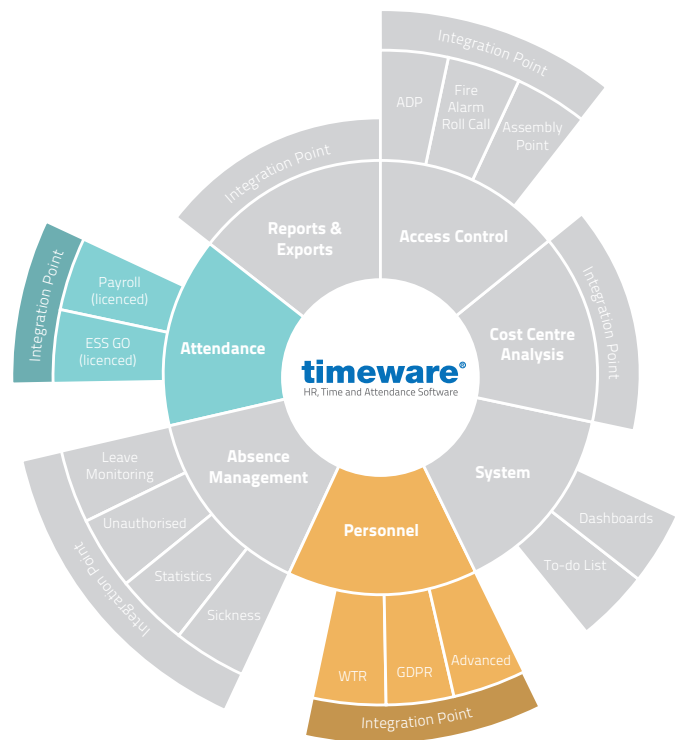 Integration Point
ADP
Fire
Alarm
Roll Call
Assembly
Point
Integration Point
Reports &
Exports
Access Control
Integration Point
Cost Centre
Analysis
Integration Point
Payroll
(licenced)
ESS GO
(licenced)
Attendance
timeware®
HR, Time and Attendance Software
Absence
Management
Leave
Monitoring
Unauthorised
Statistics
Sickness
Integration Point
System
Dashboards
To-do List
Personnel
WTR
GDPR
Advanced
Integration Point